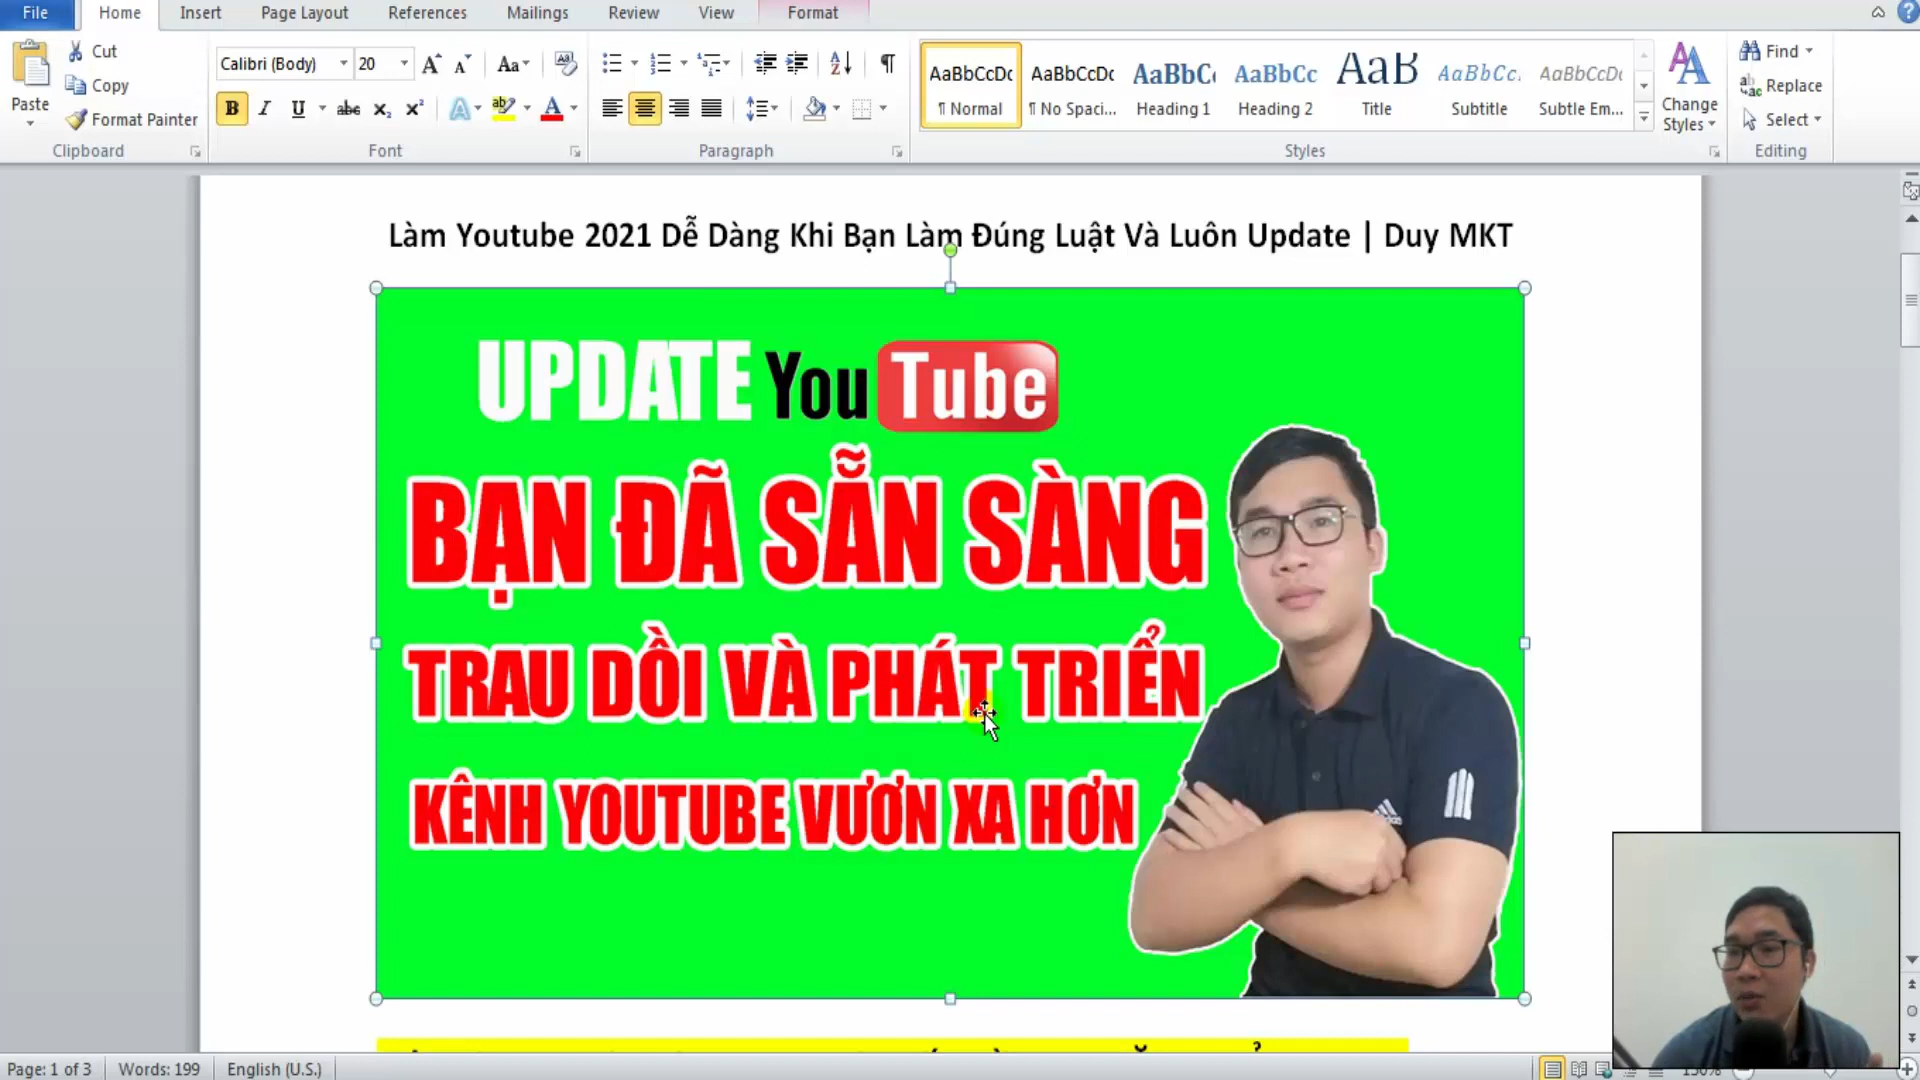 File Home Insert Page Layout References Mailings Review View Format
Paste
Cut
Copy
Format Painter
Clipboard
Calibri (Body) 20
Font
Paragraph
AaBbCcDc AaBbCcDc AaBbC AaBbCc AaB AaBbCc. AaBbCcDc
¶ Normal ¶ No Spaci... Heading 1 Heading 2 Title Subtitle Subtle Em...
Change
Styles
Styles
Find
Replace
Select
Editing
Làm Youtube 2021 Dễ Dàng Khi Bạn Làm Đúng Luật Và Luôn Update | Duy MKT
UPDATE YouTube
BẠN ĐÃ SẴN SÀNG
TRAU DỒI VÀ PHÁT TRIỂN
KÊNH YOUTUBE VƯƠN XA HƠN
adidas
Page: 1 of 3 Words: 199 English (U.S.) 150%